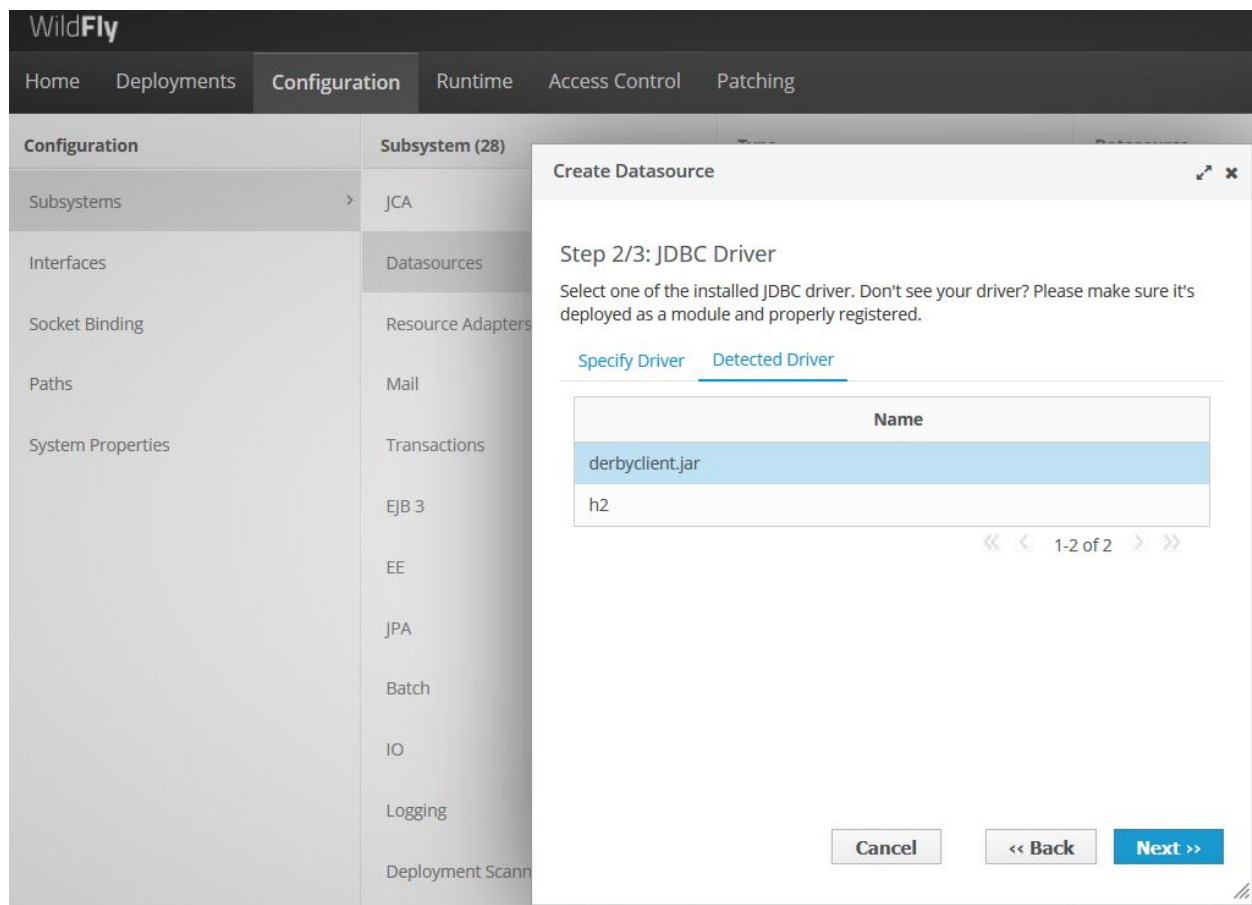 WildFly
Home Deployments Configuration Runtime Access Control Patching
Configuration
Subsystems
Interfaces
Socket Binding
Paths
System Properties
Subsystem (28)
JCA
Datasources
Resource Adapters
Mail
Transactions
EJB 3
EE
JPA
Batch
IO
Logging
Deployment Scann
Create Datasource
Step 2/3: JDBC Driver
Select one of the installed JDBC driver. Don't see your driver? Please make sure it's
deployed as a module and properly registered.
Specify Driver Detected Driver
Name
derbyclient.jar
h2
1-2 of 2
Cancel << Back Next >>